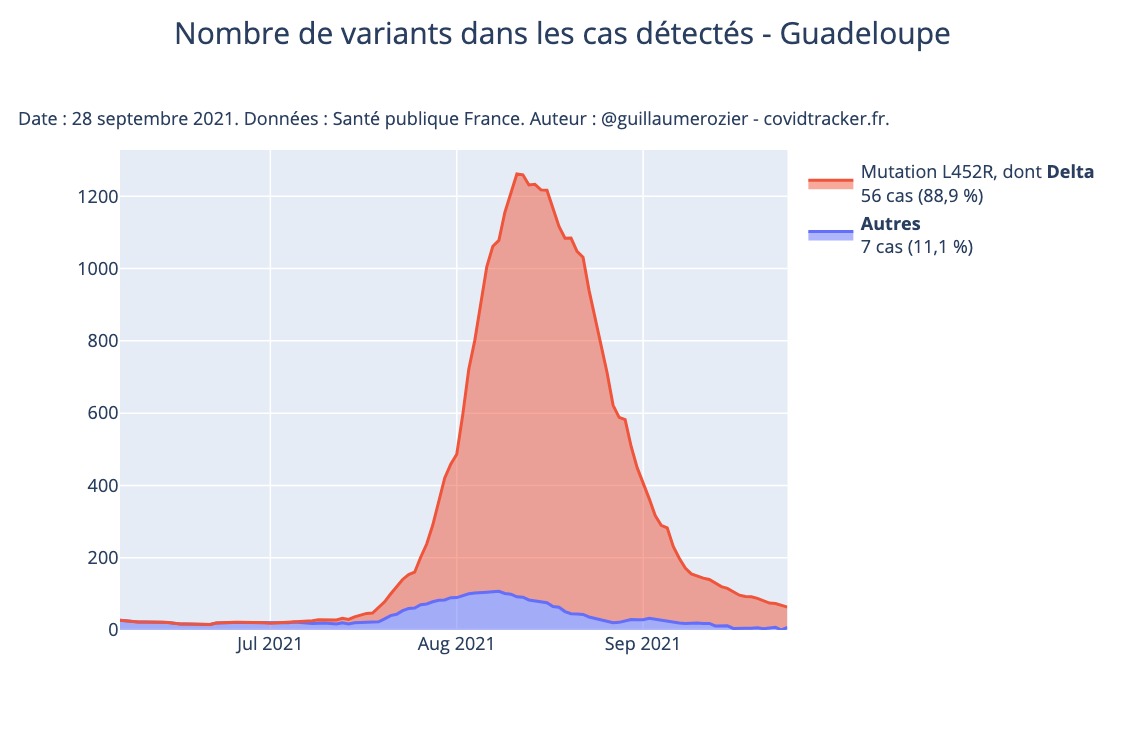 Nombre de variants dans les cas détectés - Guadeloupe
Date : 28 septembre 2021. Données : Santé publique France. Auteur : @guillaumerozier - covidtracker.fr.
Mutation L452R, dont Delta
56 cas (88,9 %)
Autres
7 cas (11,1 %)
1200
1000
800
600
400
200
0
Jul 2021
Aug 2021
Sep 2021